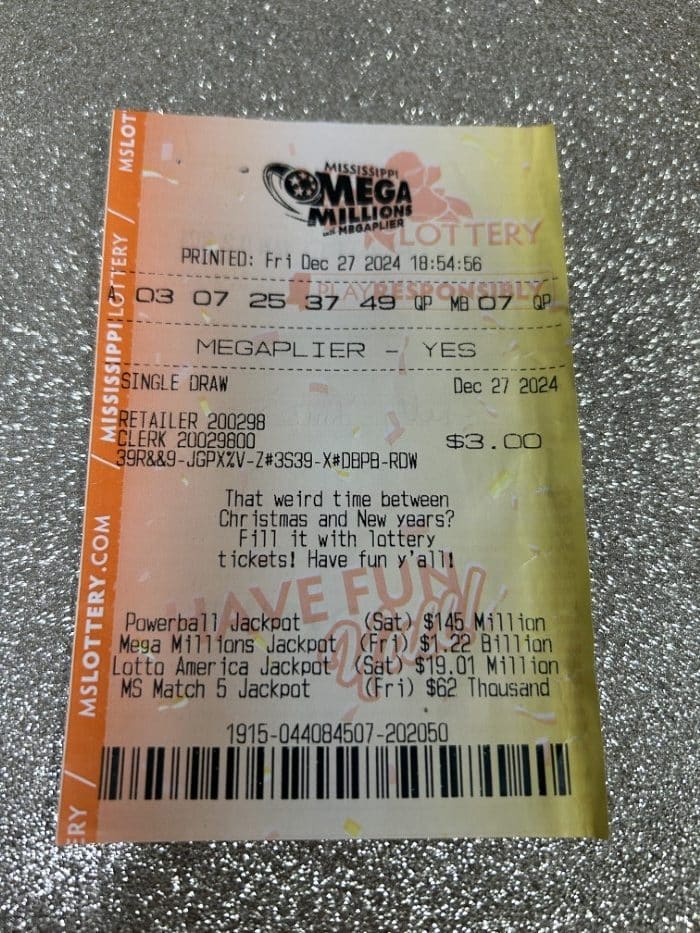 MISSISSIPPI
MEGA
MILLIONS
with MEGAPLIER
LOTTERY
PRINTED: Fri Dec 27 2024 18:54:56
PLAY RESPONSIBLY
A 03 07 25 37 49 QP MB 07 QP
MEGAPLIER - YES
SINGLE DRAW Dec 27 2024
RETAILER 200298
CLERK 20029800 $3.00
39R&&9-JGPX%V-Z#3S39-X#DBPB-RDW
That weird time between
Christmas and New years?
Fill it with lottery
tickets! Have fun y'all!
HAVE FUN
Y'all!
Powerball Jackpot (Sat) $145 Million
Mega Millions Jackpot (Fri) $1.22 Billion
Lotto America Jackpot (Sat) $19.01 Million
MS Match 5 Jackpot (Fri) $62 Thousand
1915-044084507-202050
MSLOT
MISSISSIPPI LOTTERY /
MSLOTTERY.COM /
ERY /